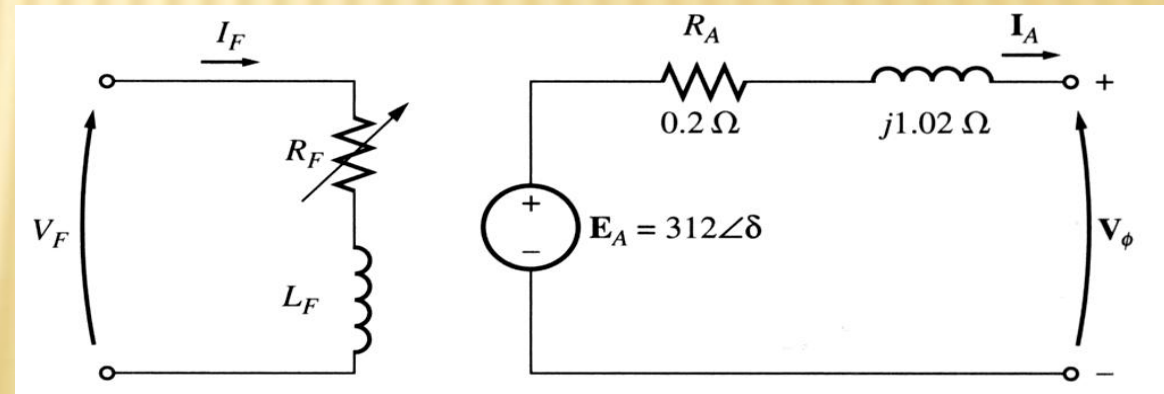 I_F
R_F
V_F
L_F
R_A
0.2 Ω
j1.02 Ω
I_A
+
+
−
E_A = 312∠δ
V_ϕ
−